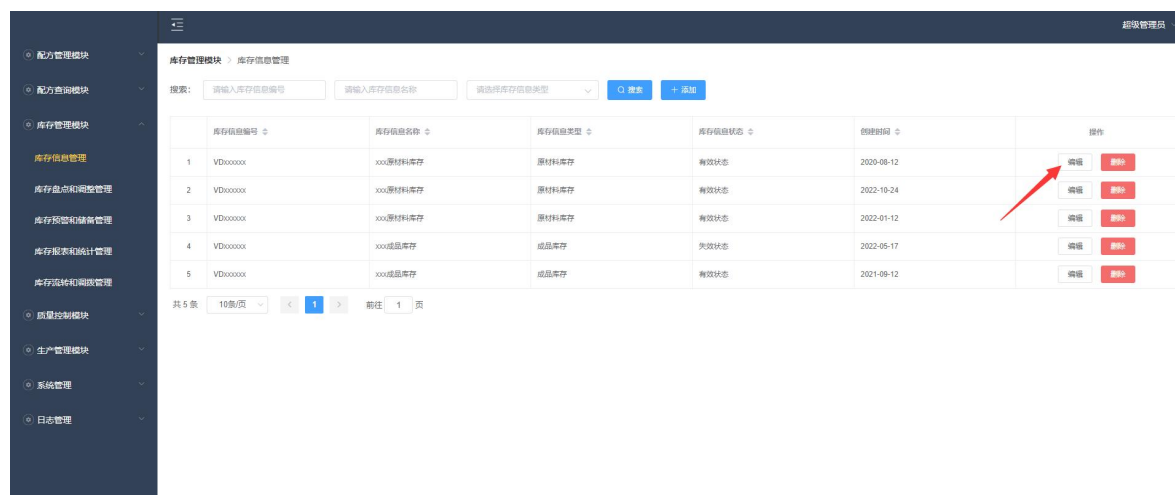 超级管理员
配方管理模块
配方查询模块
库存管理模块
库存信息管理
库存盘点和调整管理
库存预警和储备管理
库存报表和统计管理
库存流转和调拨管理
质量控制模块
生产管理模块
系统管理
日志管理
库存管理模块 > 库存信息管理
搜索: 请输入库存信息编号 请输入库存信息名称 请选择库存信息类型 搜索 + 添加
库存信息编号 库存信息名称 库存信息类型 库存信息状态 创建时间 操作
1 VDxxxxxx xxx原材料库存 原材料库存 有效状态 2020-08-12 编辑 删除
2 VDxxxxxx xxx原材料库存 原材料库存 有效状态 2022-10-24 编辑 删除
3 VDxxxxxx xxx原材料库存 原材料库存 有效状态 2022-01-12 编辑 删除
4 VDxxxxxx xxx成品库存 成品库存 失效状态 2022-05-17 编辑 删除
5 VDxxxxxx xxx成品库存 成品库存 有效状态 2021-09-12 编辑 删除
共 5 条 10条/页 < 1 > 前往 1 页